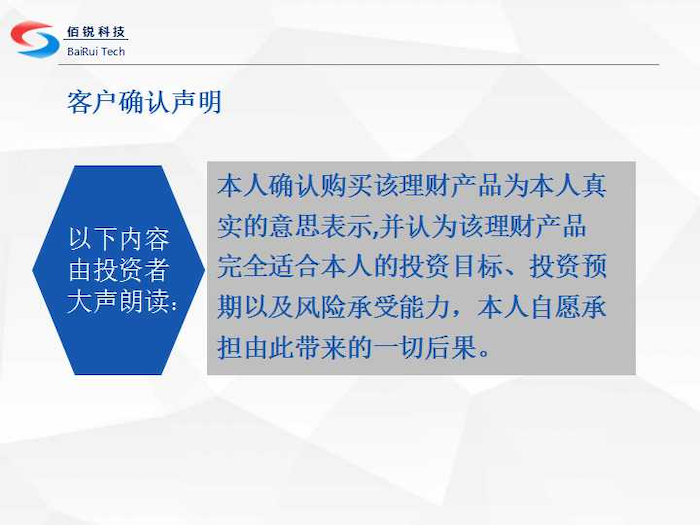 佰锐科技
BaiRui Tech
客户确认声明
以下内容
由投资者
大声朗读：
本人确认购买该理财产品为本人真
实的意思表示,并认为该理财产品
完全适合本人的投资目标、投资预
期以及风险承受能力，本人自愿承
担由此带来的一切后果。